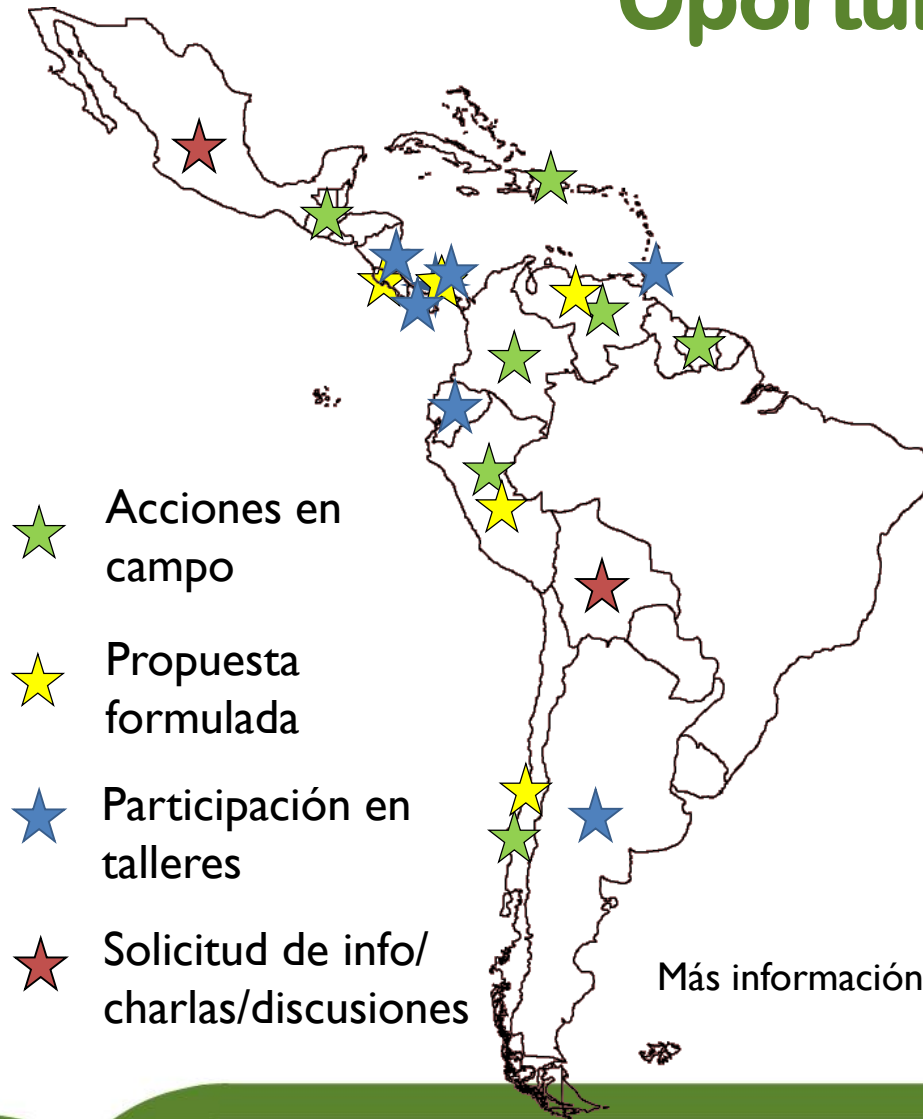 Acciones en
campo
Propuesta
formulada
Participación en
talleres
Solicitud de info/
charlas/discusiones
Más información